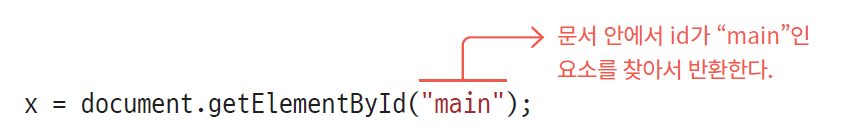 문서 안에서 id가 “main”인
요소를 찾아서 반환한다.
x = document.getElementById("main");